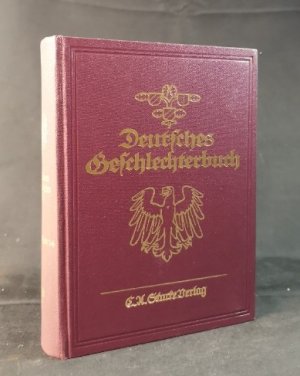 Deutsches
Geschlechterbuch
C. A. Starke Verlag